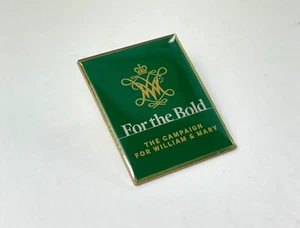 For the Bold
THE CAMPAIGN
FOR WILLIAM & MARY